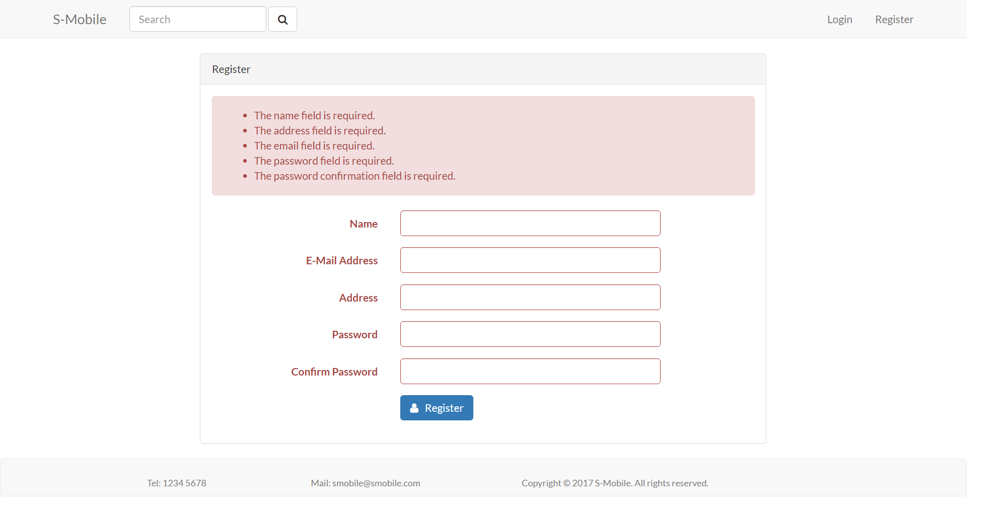 S-Mobile Search Login Register
Register
The name field is required.
The address field is required.
The email field is required.
The password field is required.
The password confirmation field is required.
Name
E-Mail Address
Address
Password
Confirm Password
Register
Tel: 1234 5678 Mail: smobile@smobile.com Copyright © 2017 S-Mobile. All rights reserved.